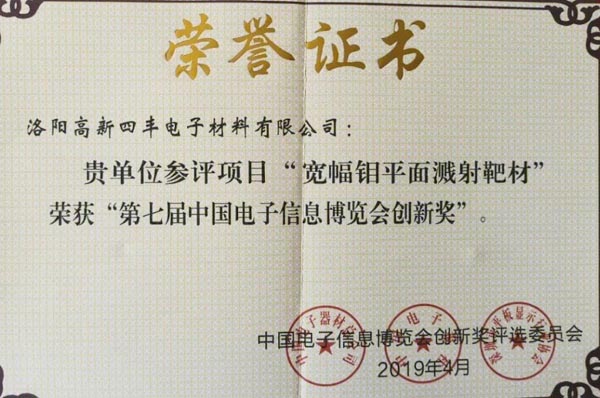 荣誉证书
洛阳高新四丰电子材料有限公司：
贵单位参评项目“宽幅钼平面溅射靶材”
荣获“第七届中国电子信息博览会创新奖”。
中国电子信息博览会创新奖评选委员会
2019年4月